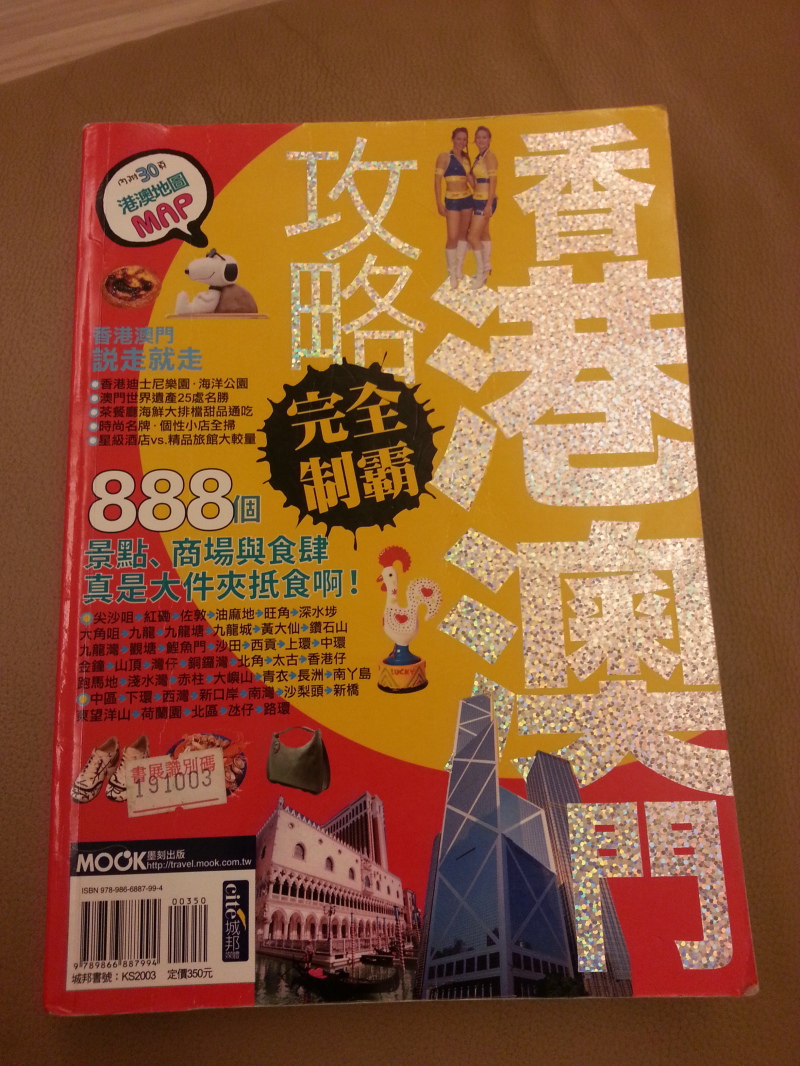 香港澳門
攻略
完全
制霸
內附30頁
港澳地圖
MAP
香港澳門
說走就走
香港迪士尼樂園·海洋公園
澳門世界遺產25處名勝
茶餐廳海鮮大排檔甜品通吃
時尚名牌·個性小店全掃
星級酒店vs.精品旅館大較量
888個
景點、商場與食肆
真是大件夾抵食啊！
尖沙咀 紅磡 佐敦 油麻地 旺角 深水埗
大角咀 九龍 九龍塘 九龍城 黃大仙 鑽石山
九龍灣 觀塘 鯉魚門 沙田 西貢 上環 中環
金鐘 山頂 灣仔 銅鑼灣 北角 太古 香港仔
跑馬地 淺水灣 赤柱 大嶼山 青衣 長洲 南丫島
中區 下環 西灣 新口岸 南灣 沙梨頭 新橋
東望洋山 荷蘭園 北區 氹仔 路環
LUCKY
書展識別碼
191003
MOOK墨刻出版
http://travel.mook.com.tw
ISBN 978-986-6887-99-4
00350
9 789866 887994
cité城邦
城邦書號：KS2003 定價350元